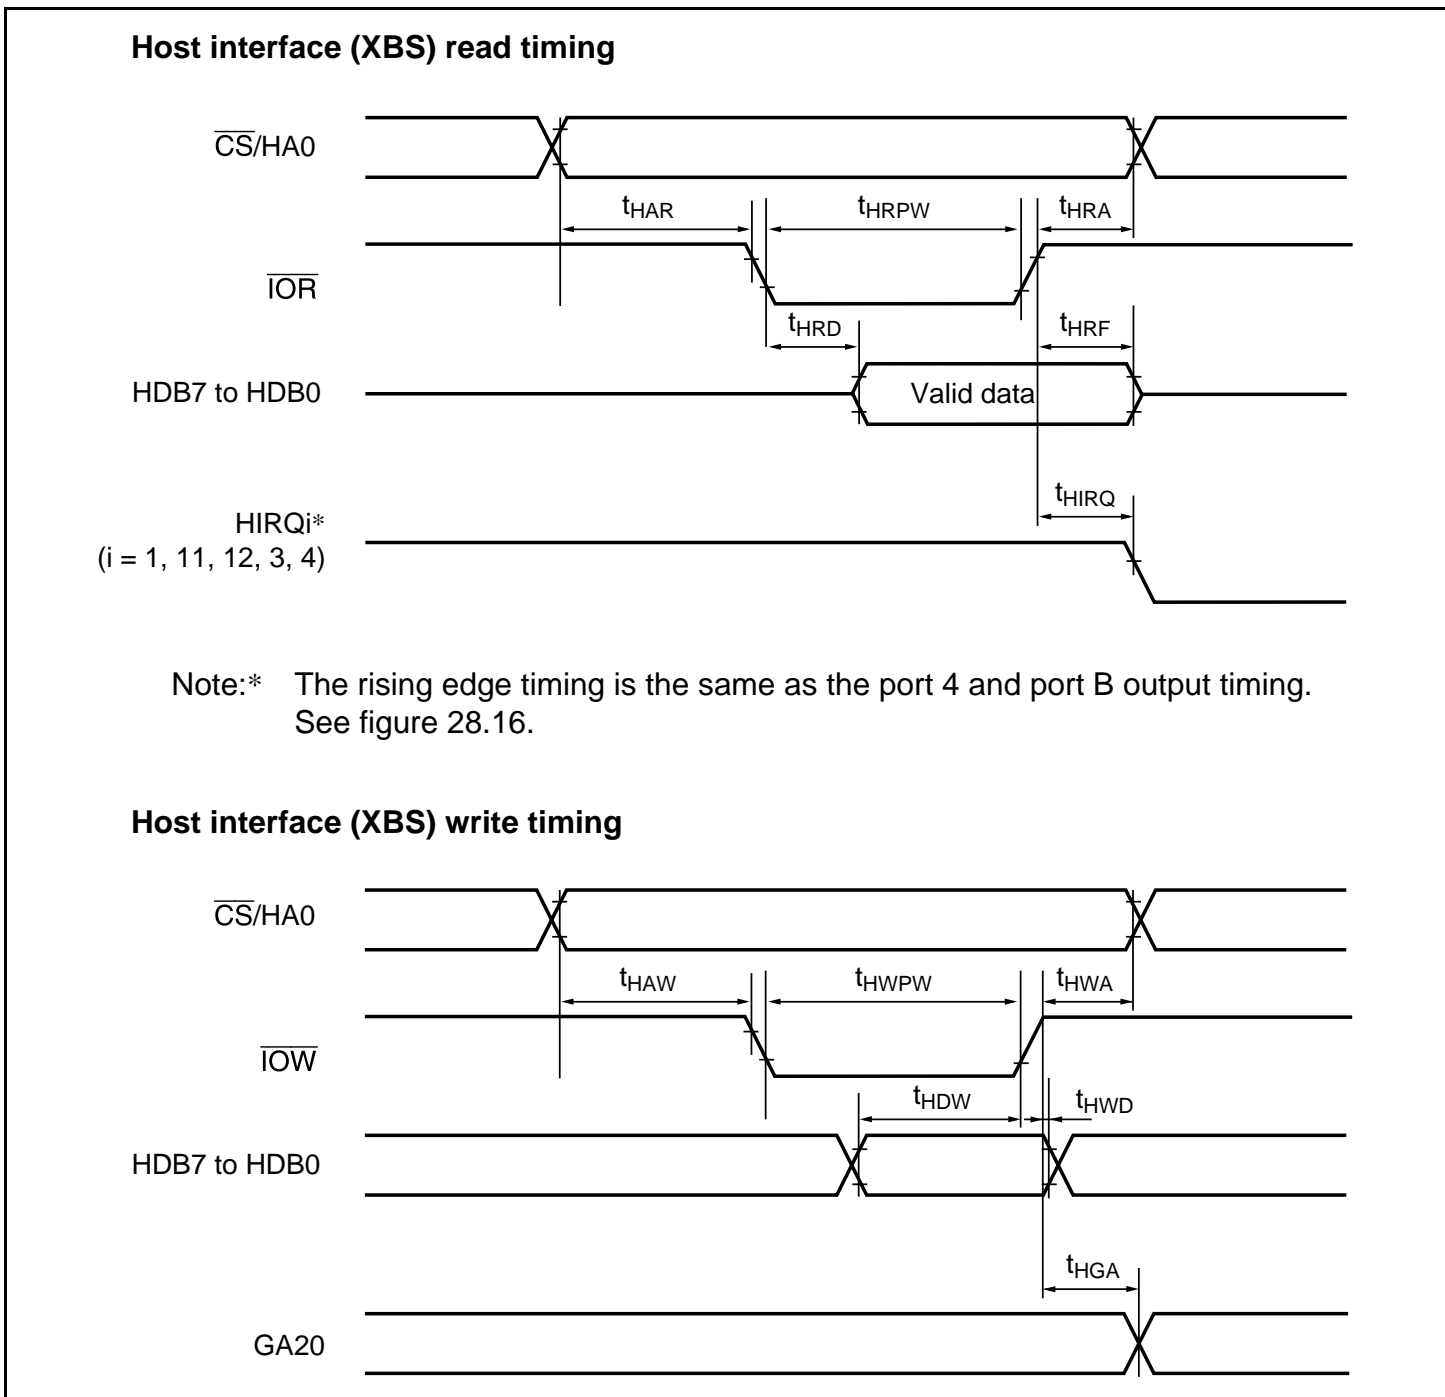 Host interface (XBS) read timing
CS/HA0
tHAR tHRPW tHRA
IOR
tHRD tHRF
HDB7 to HDB0 Valid data
tHIRQ
HIRQi*
(i = 1, 11, 12, 3, 4)
Note:* The rising edge timing is the same as the port 4 and port B output timing.
See figure 28.16.
Host interface (XBS) write timing
CS/HA0
tHAW tHWPW tHWA
IOW
tHDW tHWD
HDB7 to HDB0
tHGA
GA20